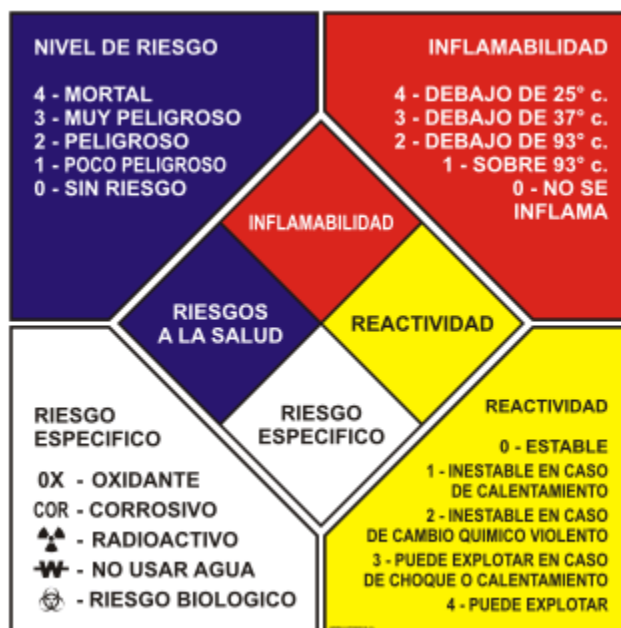 NIVEL DE RIESGO
4 - MORTAL
3 - MUY PELIGROSO
2 - PELIGROSO
1 - POCO PELIGROSO
0 - SIN RIESGO
INFLAMABILIDAD
4 - DEBAJO DE 25° c.
3 - DEBAJO DE 37° c.
2 - DEBAJO DE 93° c.
1 - SOBRE 93° c.
0 - NO SE
INFLAMA
INFLAMABILIDAD
RIESGOS
A LA SALUD
REACTIVIDAD
RIESGO
ESPECIFICO
RIESGO
ESPECIFICO
0X - OXIDANTE
COR - CORROSIVO
- RADIOACTIVO
W - NO USAR AGUA
- RIESGO BIOLOGICO
REACTIVIDAD
0 - ESTABLE
1 - INESTABLE EN CASO
DE CALENTAMIENTO
2 - INESTABLE EN CASO
DE CAMBIO QUIMICO VIOLENTO
3 - PUEDE EXPLOTAR EN CASO
DE CHOQUE O CALENTAMIENTO
4 - PUEDE EXPLOTAR